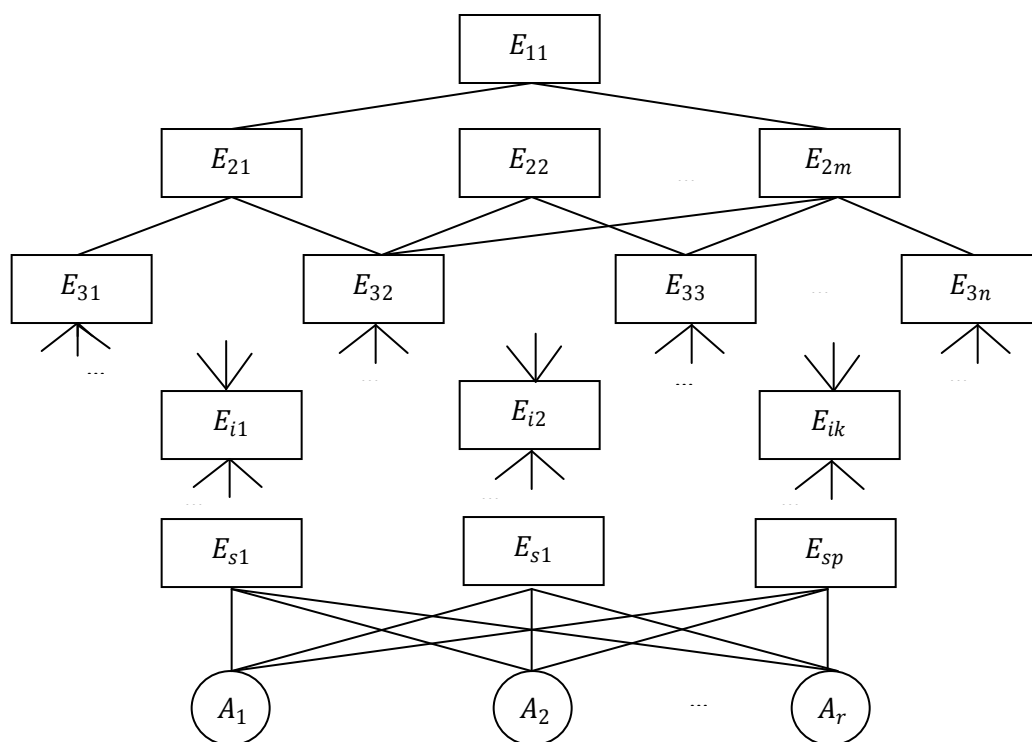 E₁₁
E₂₁ E₂₂ ... E₂ₘ
E₃₁ E₃₂ E₃₃ ... E₃ₙ
... ... ... ...
Eᵢ₁ Eᵢ₂ Eᵢₖ
... ... ...
Eₛ₁ Eₛ₁ Eₛₚ
A₁ A₂ ... Aᵣ